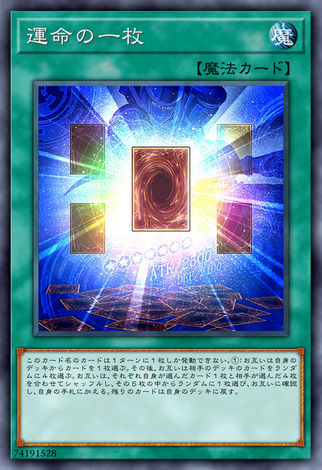 運命の一枚
魔
【魔法カード】
ATK/2600
このカード名のカードは1ターンに1枚しか発動できない。①:お互いは自身の
デッキからカードを1枚選ぶ。その後、お互いは相手のデッキのカードをランダ
ムに4枚選ぶ。お互いは、それぞれ自身が選んだカード1枚と相手が選んだ4枚
を合わせてシャッフルし、その5枚の中からランダムに1枚選び、お互いに確認
し、自身の手札に加える。残りのカードは自身のデッキに戻す。
74191528